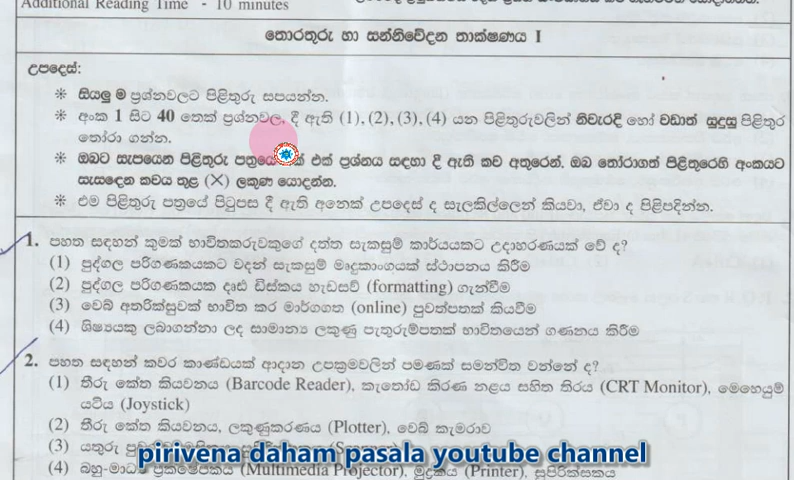 Additional Reading Time - 10 minutes
තොරතුරු හා සන්නිවේදන තාක්ෂණය I
උපදෙස්:
* සියලු ම ප්‍රශ්නවලට පිළිතුරු සපයන්න.
* අංක 1 සිට 40 තෙක් ප්‍රශ්නවල, දී ඇති (1), (2), (3), (4) යන පිළිතුරුවලින් නිවැරදි හෝ වඩාත් සුදුසු පිළිතුර
තෝරා ගන්න.
* ඔබට සැපයෙන පිළිතුරු පත්‍රයේ එක් ප්‍රශ්නය සඳහා දී ඇති කව අතුරෙන්, ඔබ තෝරාගත් පිළිතුරෙහි අංකයට
සැසඳෙන කවය තුළ (X) ලකුණ යොදන්න.
* එම පිළිතුරු පත්‍රයේ පිටුපස දී ඇති අනෙක් උපදෙස් ද සැලකිල්ලෙන් කියවා, ඒවා ද පිළිපදින්න.
1. පහත සඳහන් කුමක් භාවිතකරුවකුගේ දත්ත සැකසුම් කාර්යයකට උදාහරණයක් වේ ද?
(1) පුද්ගල පරිගණකයකට වදන් සැකසුම් මෘදුකාංගයක් ස්ථාපනය කිරීම
(2) පුද්ගල පරිගණකයක දෘඪ ඩිස්කය හැඩසව් (formatting) ගැන්වීම
(3) වෙබ් අතරික්සුවක් භාවිත කර මාර්ගගත (online) පුවත්පතක් කියවීම
(4) ශිෂ්‍යයකු ලබාගන්නා ලද සාමාන්‍ය ලකුණු පැතුරුම්පතක් භාවිතයෙන් ගණනය කිරීම
2. පහත සඳහන් කවර කාණ්ඩයක් ආදාන උපක්‍රමවලින් පමණක් සමන්විත වන්නේ ද?
(1) තීරු කේත කියවනය (Barcode Reader), කැතෝඩ කිරණ නළය සහිත තිරය (CRT Monitor), මෙහෙයුම්
යටිය (Joystick)
(2) තීරු කේත කියවනය, ලකුණුකරණය (Plotter), වෙබ් කැමරාව
(3) යතුරු
(4) බහු-මාධ්‍ය ප්‍රක්ෂේපකය (Multimedia Projector), මුද්‍රකය (Printer), සුපිරික්සකය
pirivena daham pasala youtube channel